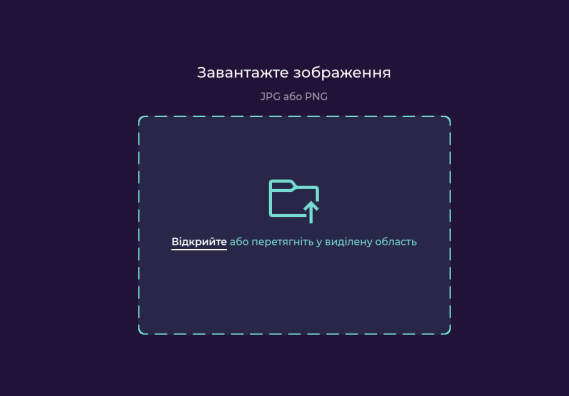 Завантажте зображення
JPG або PNG
Відкрийте або перетягніть у виділену область